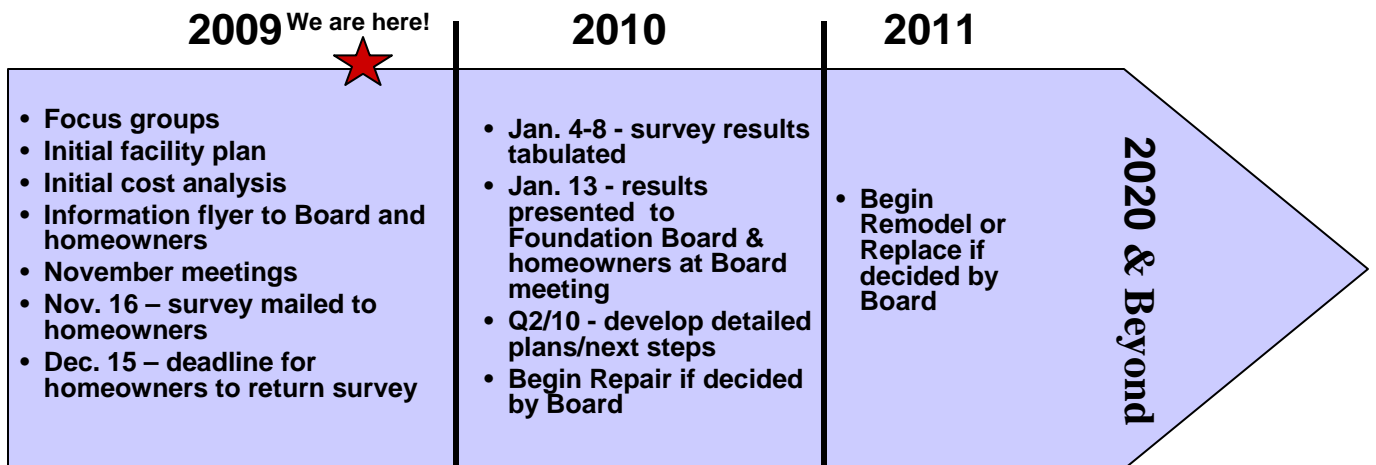 2009 We are here!
• Focus groups
• Initial facility plan
• Initial cost analysis
• Information flyer to Board and
homeowners
• November meetings
• Nov. 16 – survey mailed to
homeowners
• Dec. 15 – deadline for
homeowners to return survey
2010
• Jan. 4-8 - survey results
tabulated
• Jan. 13 - results
presented to
Foundation Board &
homeowners at Board
meeting
• Q2/10 - develop detailed
plans/next steps
• Begin Repair if decided
by Board
2011
• Begin
Remodel or
Replace if
decided by
Board
2020 & Beyond